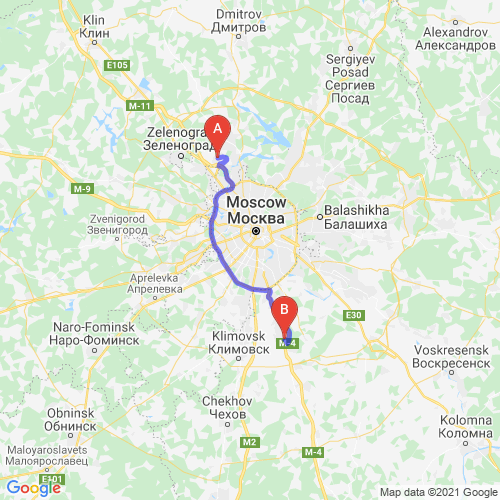 Dmitrov
Дмитров
Klin
Клин
Alexandrov
Александров
E105
Sergiyev
Posad
Сергиев
Посад
M-11
A
Zelenograd
Зеленоград
M-9
Moscow
Москва
Balashikha
Балашиха
Zvenigorod
Звенигород
Aprelevka
Апрелевка
B
E30
Naro-Fominsk
Наро-Фоминск
Klimovsk
Климовск
M-4
Voskresensk
Воскресенск
Chekhov
Чехов
Obninsk
Обнинск
Kolomna
Коломна
M2
M-4
Maloyaroslavets
Малоярославец
E101
Google
Map data ©2021 Google